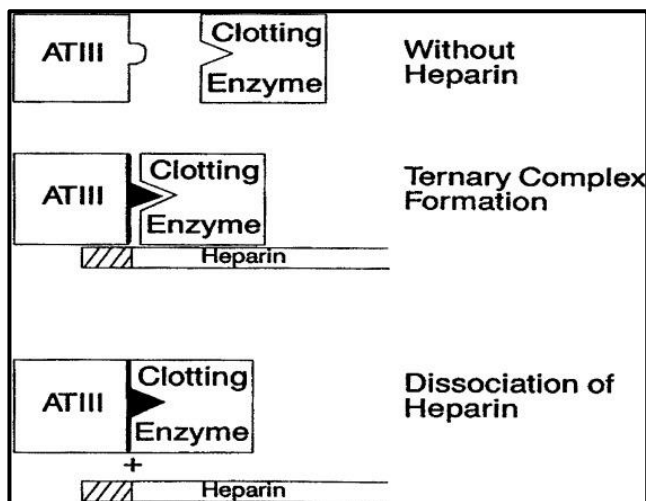 ATIII
Clotting
Enzyme
Without
Heparin
ATIII
Clotting
Enzyme
Heparin
Ternary Complex
Formation
ATIII
Clotting
Enzyme
+
Heparin
Dissociation of
Heparin